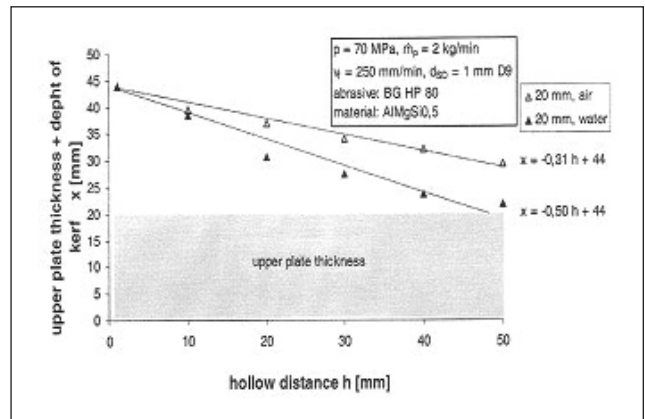 upper plate thickness + depht of
kerf x [mm]
50
45
40
35
30
25
20
15
10
5
0
p = 70 MPa, ṁp = 2 kg/min
= 250 mm/min, dSD = 1 mm D9
abrasive: BG HP 80
material: AlMgSi0,5
△ 20 mm, air
▲ 20 mm, water
x = -0,31 h + 44
x = -0,50 h + 44
upper plate thickness
0 10 20 30 40 50
hollow distance h [mm]